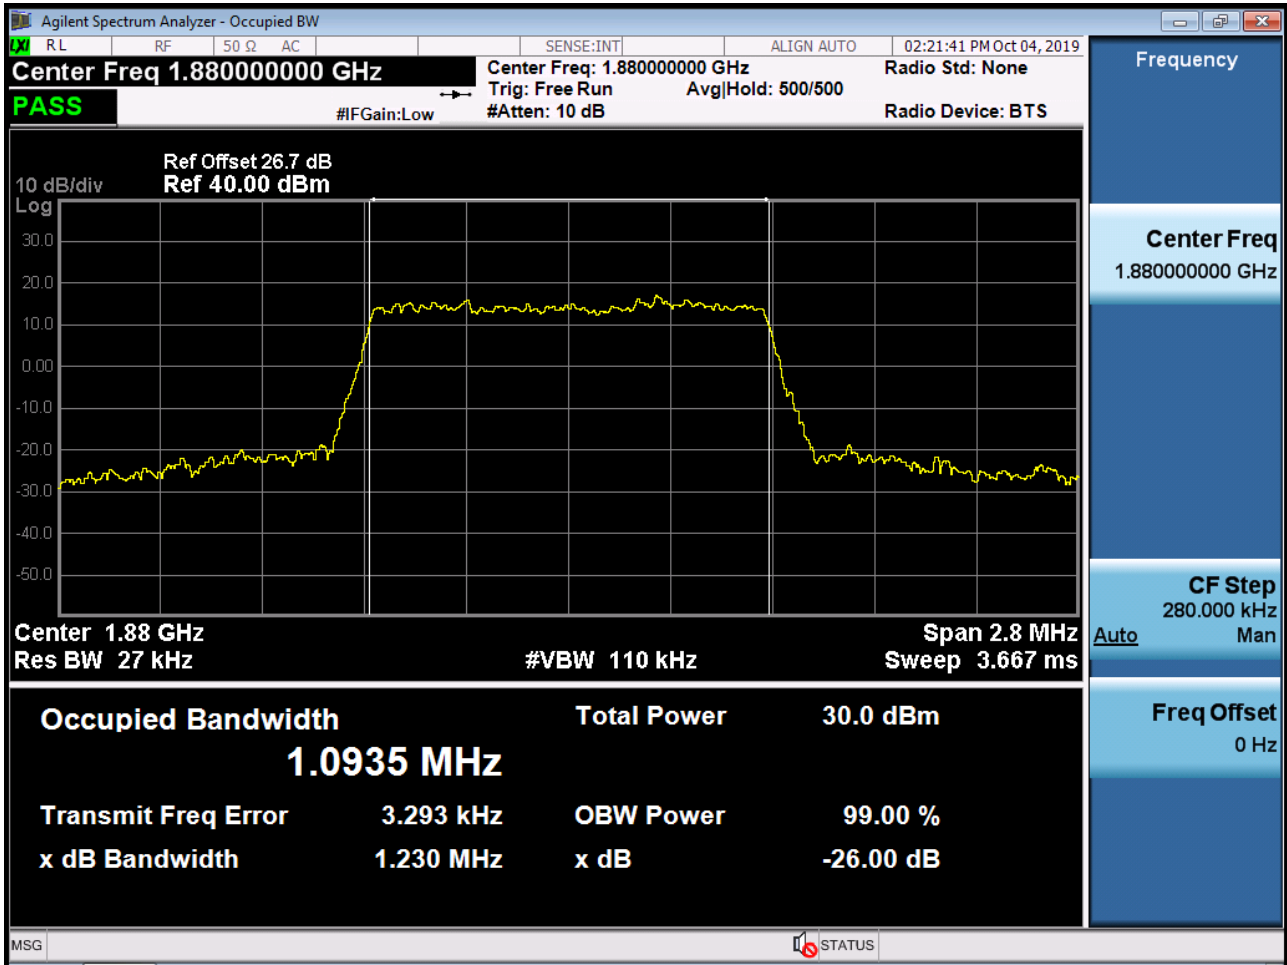 Agilent Spectrum Analyzer - Occupied BW
LXI RL RF 50 Ω AC SENSE:INT ALIGN AUTO 02:21:41 PM Oct 04, 2019
Center Freq 1.880000000 GHz
PASS
#IFGain:Low
Center Freq: 1.880000000 GHz
Trig: Free Run Avg|Hold: 500/500
#Atten: 10 dB
Radio Std: None
Radio Device: BTS
Ref Offset 26.7 dB
10 dB/div Ref 40.00 dBm
Log
30.0
20.0
10.0
0.00
-10.0
-20.0
-30.0
-40.0
-50.0
Center 1.88 GHz Span 2.8 MHz
Res BW 27 kHz #VBW 110 kHz Sweep 3.667 ms
Occupied Bandwidth Total Power 30.0 dBm
1.0935 MHz
Transmit Freq Error 3.293 kHz OBW Power 99.00 %
x dB Bandwidth 1.230 MHz x dB -26.00 dB
Frequency
Center Freq
1.880000000 GHz
CF Step
280.000 kHz
Auto Man
Freq Offset
0 Hz
MSG STATUS